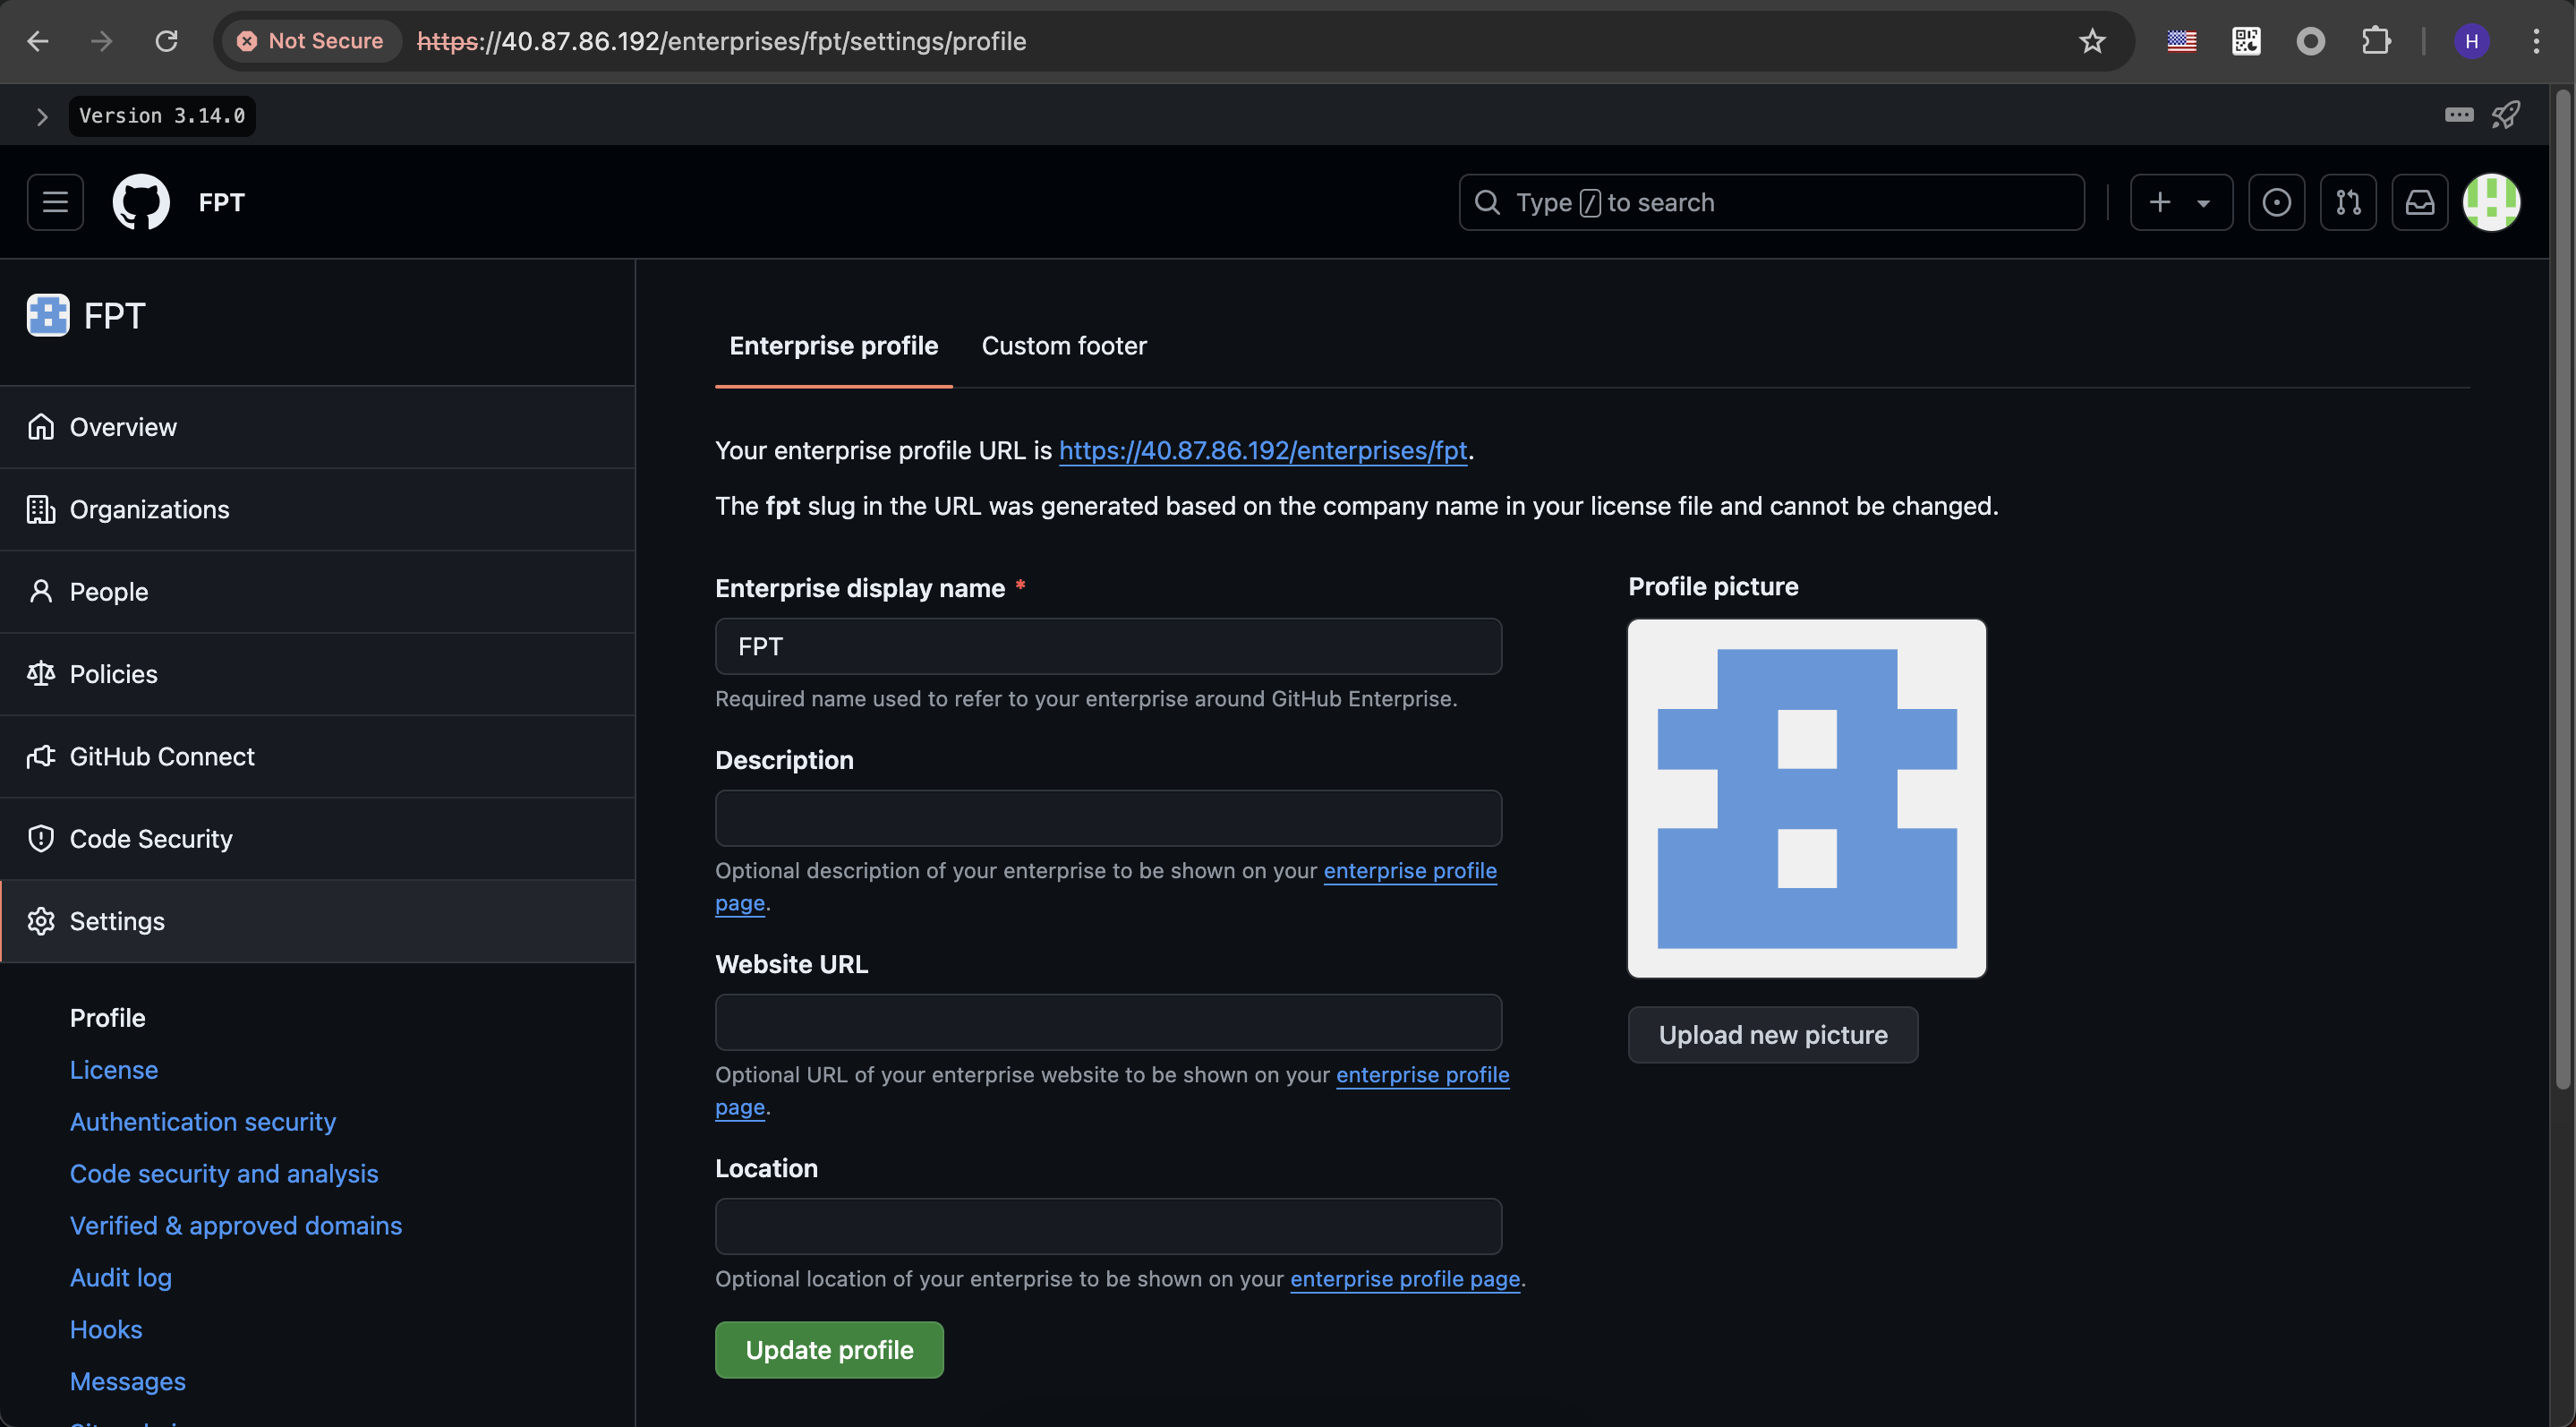 Not Secure https://40.87.86.192/enterprises/fpt/settings/profile H
Version 3.14.0
FPT Type / to search
FPT
Overview
Organizations
People
Policies
GitHub Connect
Code Security
Settings
Profile
License
Authentication security
Code security and analysis
Verified & approved domains
Audit log
Hooks
Messages
Enterprise profile Custom footer
Your enterprise profile URL is https://40.87.86.192/enterprises/fpt.
The fpt slug in the URL was generated based on the company name in your license file and cannot be changed.
Enterprise display name *
FPT
Required name used to refer to your enterprise around GitHub Enterprise.
Description
Optional description of your enterprise to be shown on your enterprise profile
page.
Website URL
Optional URL of your enterprise website to be shown on your enterprise profile
page.
Location
Optional location of your enterprise to be shown on your enterprise profile page.
Update profile
Profile picture
Upload new picture